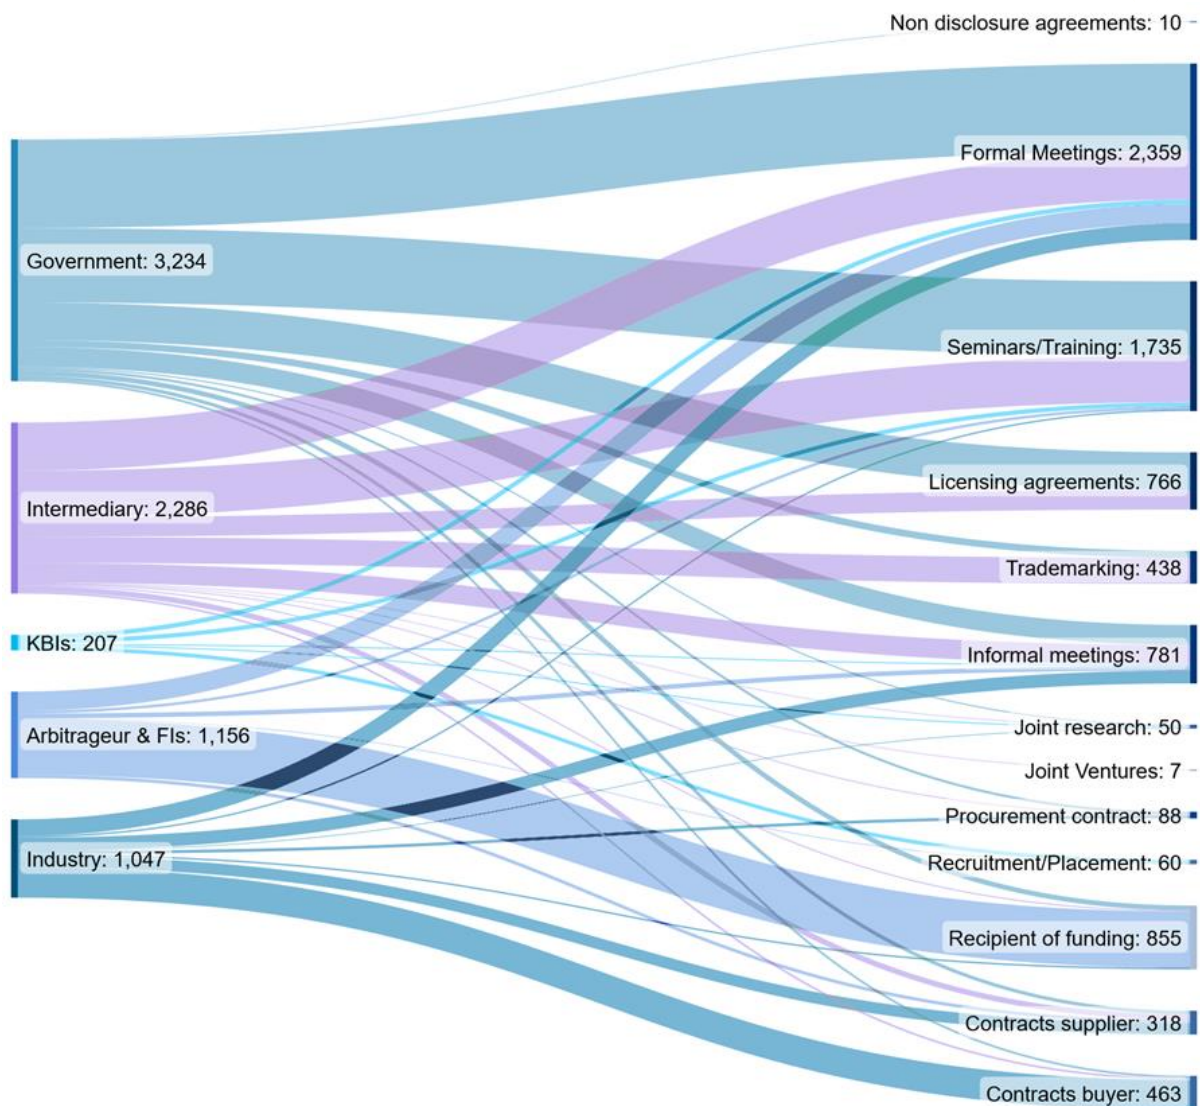 Non disclosure agreements: 10
Formal Meetings: 2,359
Government: 3,234
Seminars/Training: 1,735
Licensing agreements: 766
Intermediary: 2,286
Trademarking: 438
KBIs: 207
Informal meetings: 781
Arbitrageur & FIs: 1,156
Joint research: 50
Joint Ventures: 7
Procurement contract: 88
Industry: 1,047
Recruitment/Placement: 60
Recipient of funding: 855
Contracts supplier: 318
Contracts buyer: 463